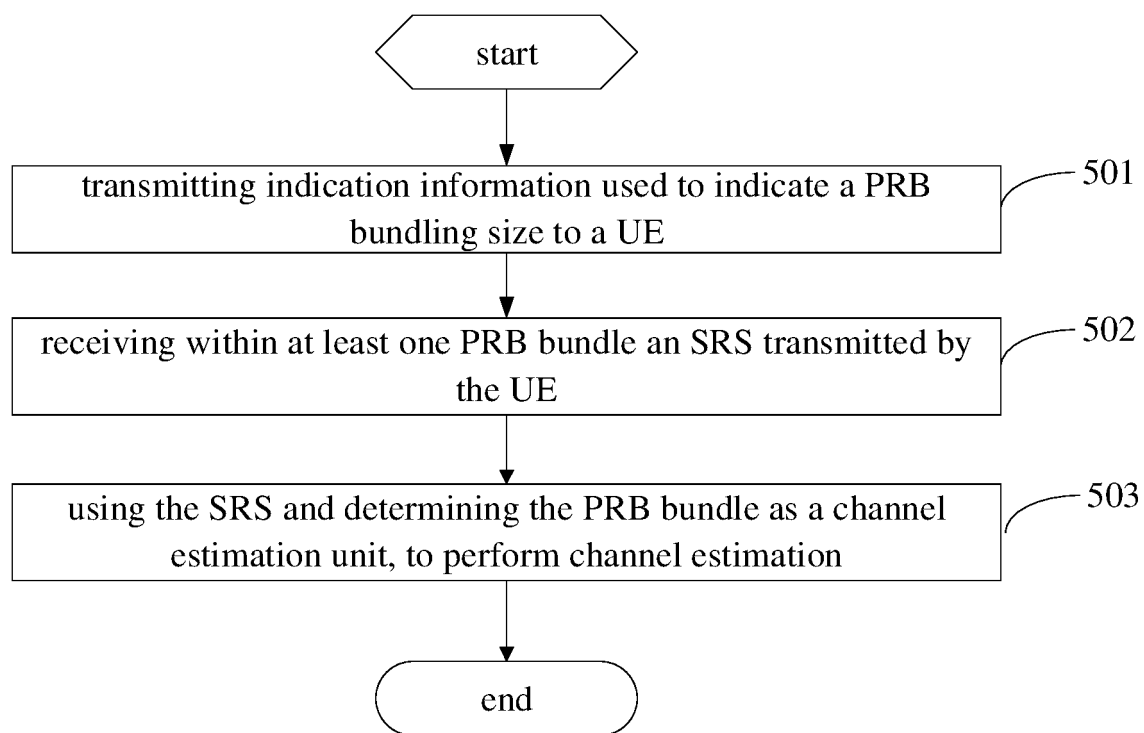 start
transmitting indication information used to indicate a PRB
bundling size to a UE
501
receiving within at least one PRB bundle an SRS transmitted by
the UE
502
using the SRS and determining the PRB bundle as a channel
estimation unit, to perform channel estimation
503
end